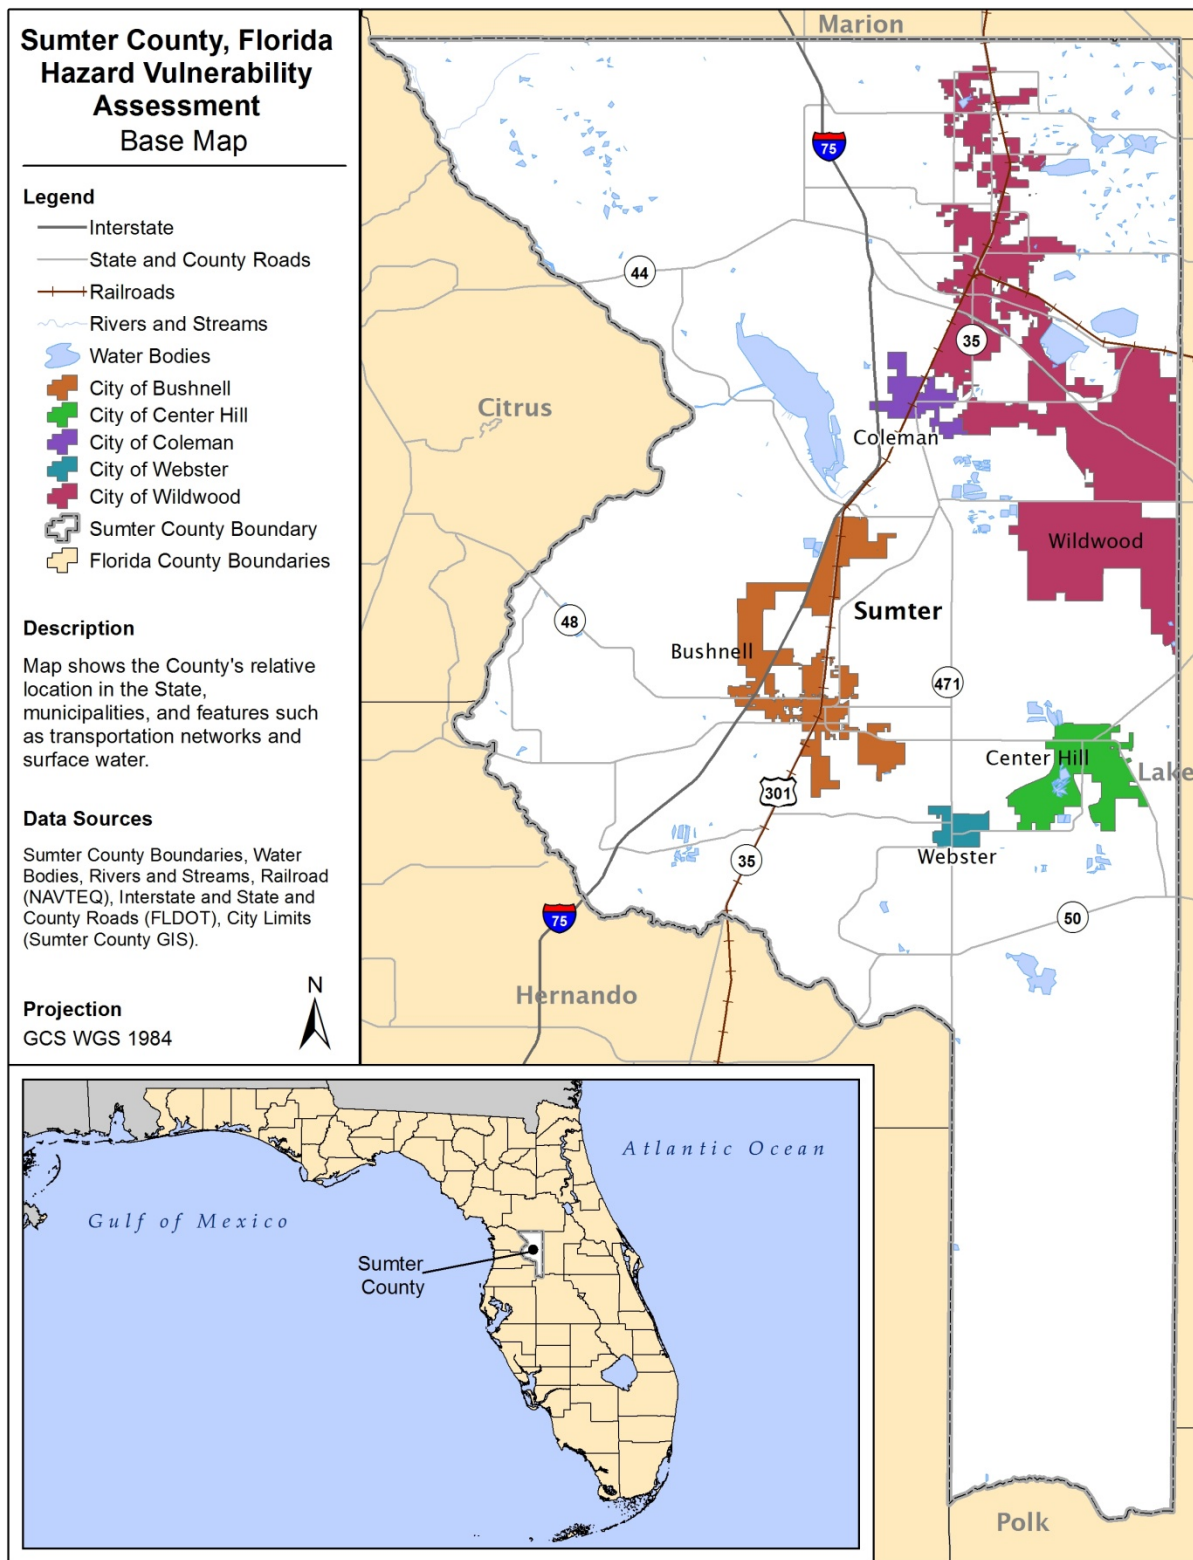 Sumter County, Florida
Hazard Vulnerability
Assessment
Base Map
Legend
Interstate
State and County Roads
Railroads
Rivers and Streams
Water Bodies
City of Bushnell
City of Center Hill
City of Coleman
City of Webster
City of Wildwood
Sumter County Boundary
Florida County Boundaries
Description
Map shows the County's relative
location in the State,
municipalities, and features such
as transportation networks and
surface water.
Data Sources
Sumter County Boundaries, Water
Bodies, Rivers and Streams, Railroad
(NAVTEQ), Interstate and State and
County Roads (FLDOT), City Limits
(Sumter County GIS).
Projection
GCS WGS 1984
N
Marion
75
44
35
Citrus
Coleman
Wildwood
48
Sumter
Bushnell
471
Center Hill
Lake
301
Webster
35
75
50
Hernando
Polk
Atlantic Ocean
Gulf of Mexico
Sumter
County